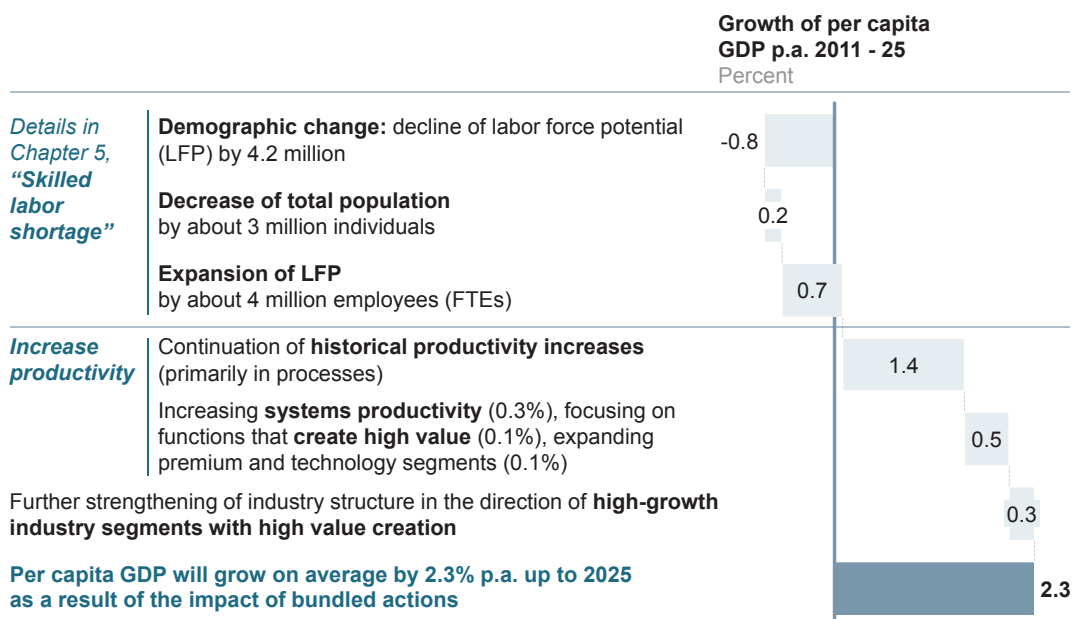 Growth of per capita
GDP p.a. 2011 - 25
Percent
Details in
Chapter 5,
“Skilled
labor
shortage”
Demographic change: decline of labor force potential
(LFP) by 4.2 million
-0.8
Decrease of total population
by about 3 million individuals
0.2
Expansion of LFP
by about 4 million employees (FTEs)
0.7
Increase
productivity
Continuation of historical productivity increases
(primarily in processes)
1.4
Increasing systems productivity (0.3%), focusing on
functions that create high value (0.1%), expanding
premium and technology segments (0.1%)
0.5
Further strengthening of industry structure in the direction of high-growth
industry segments with high value creation
0.3
Per capita GDP will grow on average by 2.3% p.a. up to 2025
as a result of the impact of bundled actions
2.3